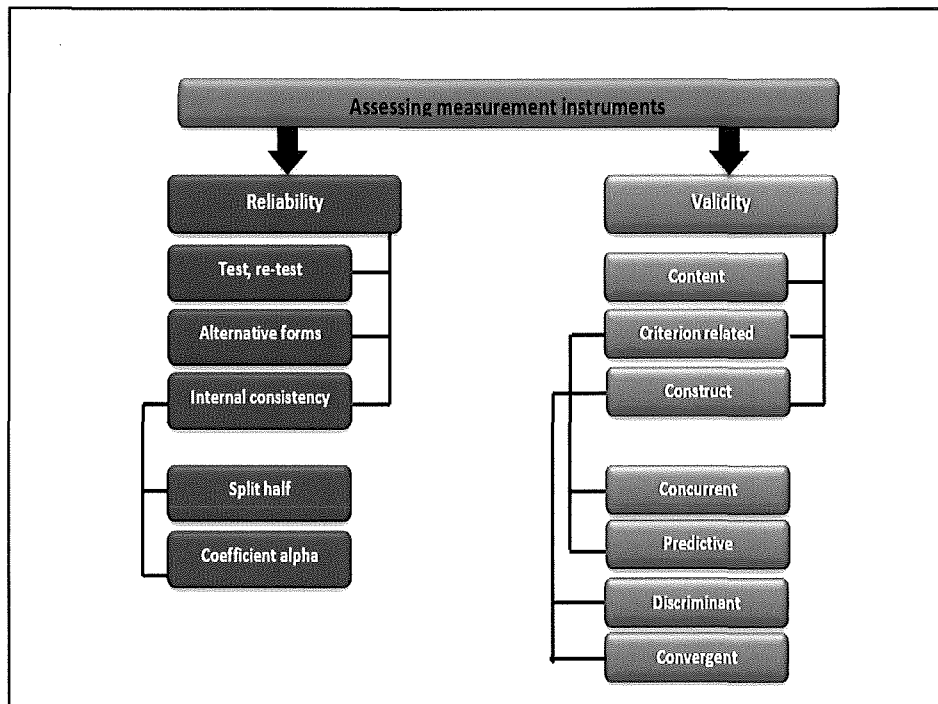 Assessing measurement instruments
Reliability
Test, re-test
Alternative forms
Internal consistency
Split half
Coefficient alpha
Validity
Content
Criterion related
Construct
Concurrent
Predictive
Discriminant
Convergent